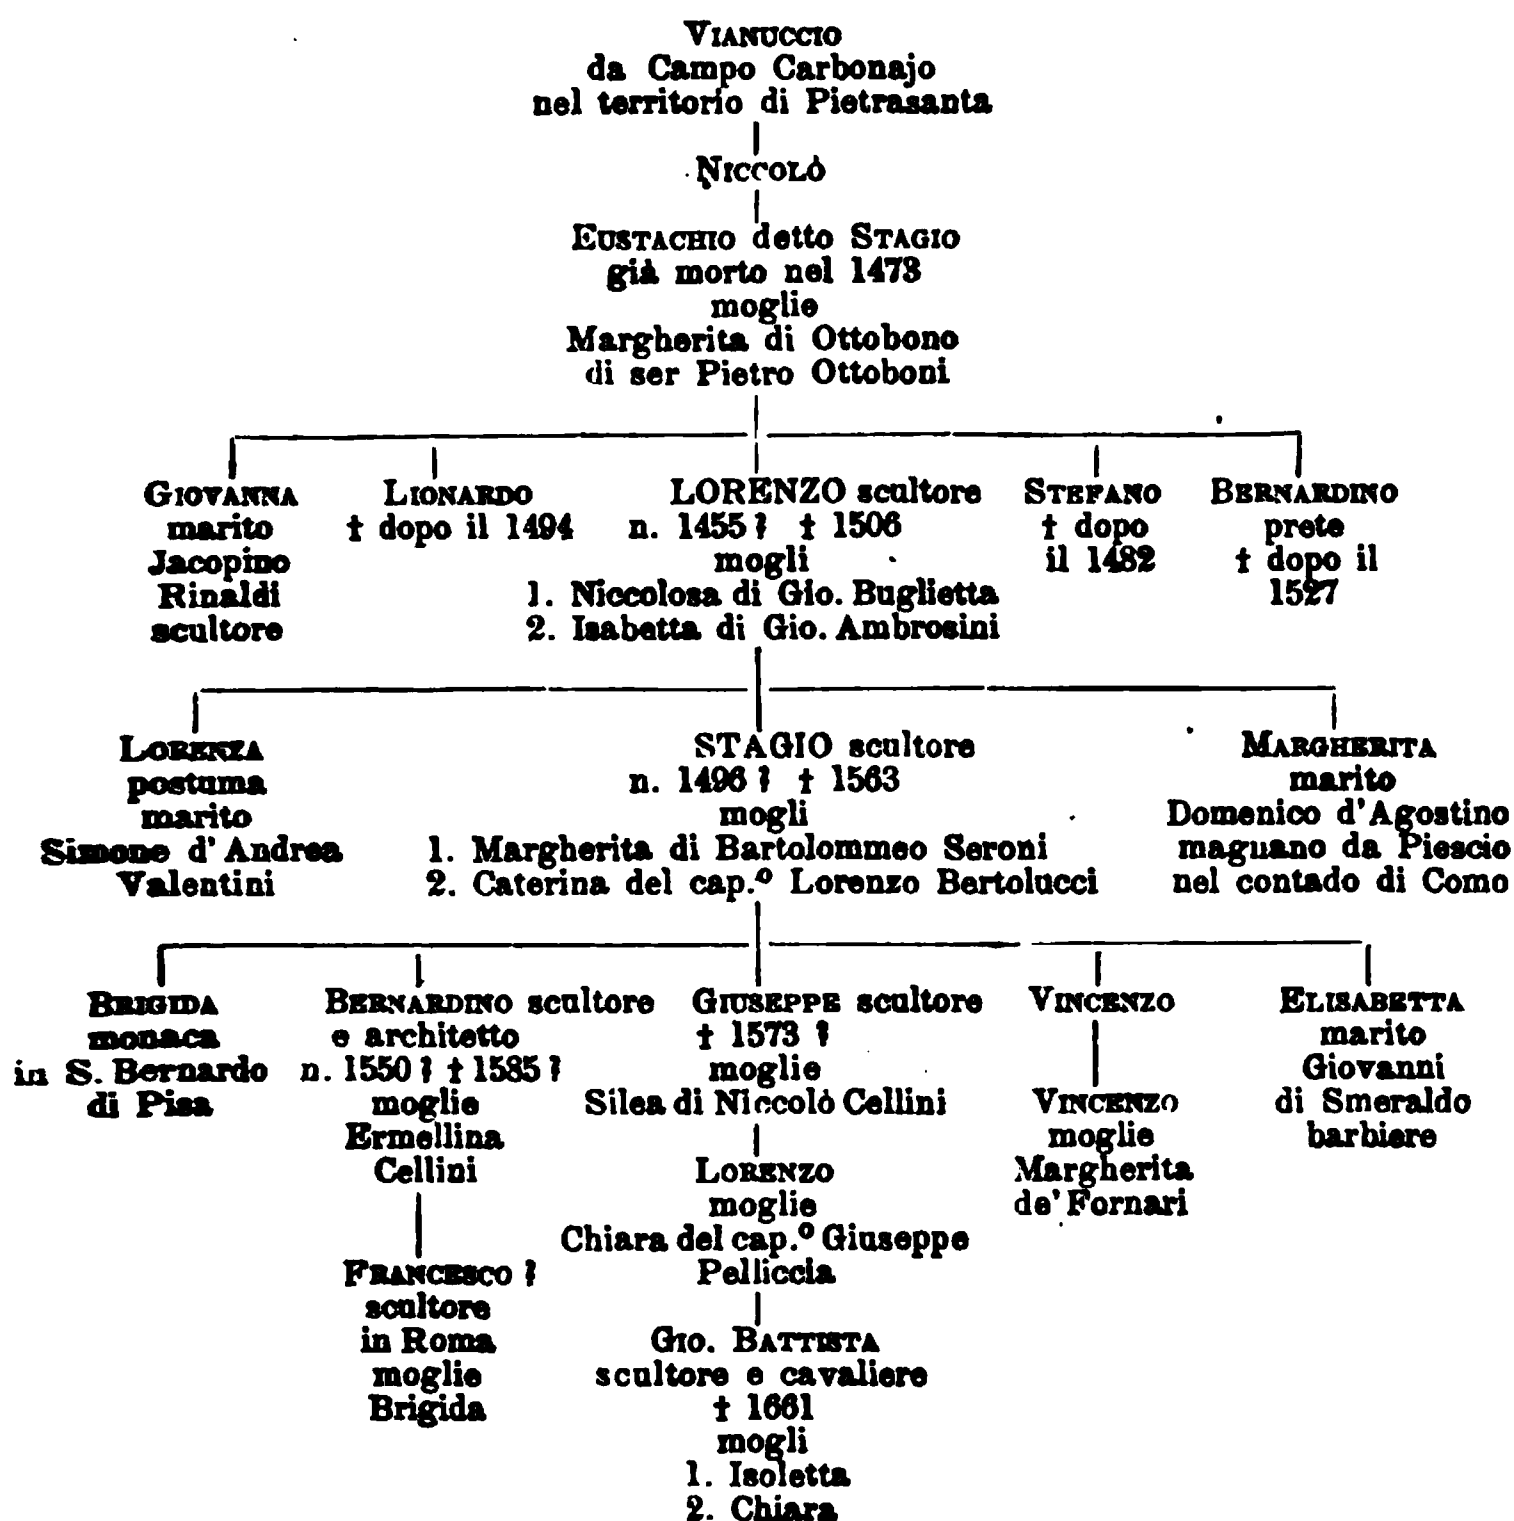 VIANUCCIO
da Campo Carbonajo
nel territorio di Pietrasanta
NICCOLÒ
EUSTACHIO detto STAGIO
già morto nel 1473
moglie
Margherita di Ottobono
di ser Pietro Ottoboni
GIOVANNA
marito
Jacopino
Rinaldi
scultore
LIONARDO
† dopo il 1494
LORENZO scultore
n. 1455? † 1506
mogli
1. Niccolosa di Gio. Buglietta
2. Isabetta di Gio. Ambrosini
STEFANO
† dopo
il 1482
BERNARDINO
prete
† dopo il
1527
LORENZA
postuma
marito
Simone d'Andrea
Valentini
STAGIO scultore
n. 1496? † 1563
mogli
1. Margherita di Bartolommeo Seroni
2. Caterina del cap.º Lorenzo Bertolucci
MARGHERITA
marito
Domenico d'Agostino
magnano da Piescio
nel contado di Como
BRIGIDA
monaca
in S. Bernardo
di Pisa
BERNARDINO scultore
e architetto
n. 1550? † 1585?
moglie
Ermellina
Cellini
FRANCESCO?
scultore
in Roma
moglie
Brigida
GIUSEPPE scultore
† 1573?
moglie
Silea di Niccolò Cellini
LORENZO
moglie
Chiara del cap.º Giuseppe
Pelliccia
GIO. BATTISTA
scultore e cavaliere
† 1661
mogli
1. Isoletta
2. Chiara
VINCENZO
VINCENZO
moglie
Margherita
de' Fornari
ELISABETTA
marito
Giovanni
di Smeraldo
barbiere